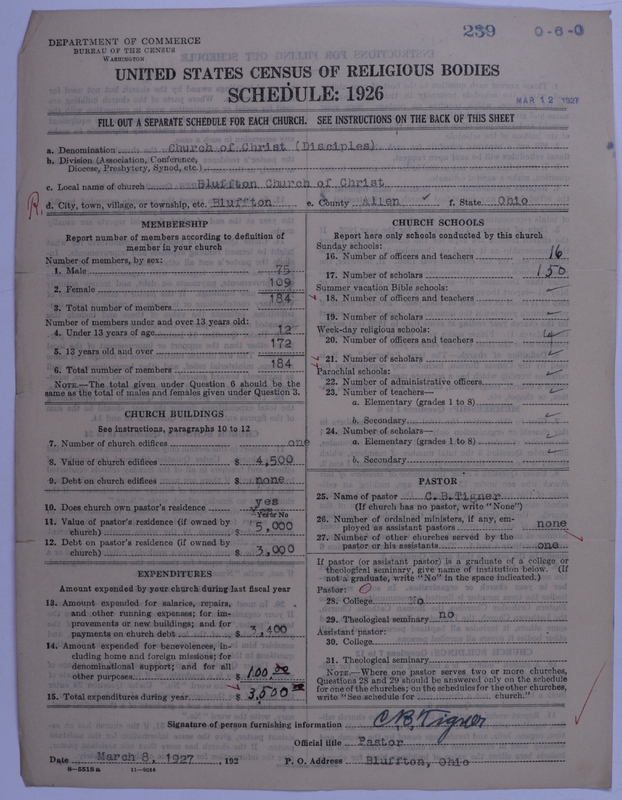 239
0-6-0
DEPARTMENT OF COMMERCE
BUREAU OF THE CENSUS
WASHINGTON
UNITED STATES CENSUS OF RELIGIOUS BODIES
SCHEDULE: 1926
MAR 12 1927
FILL OUT A SEPARATE SCHEDULE FOR EACH CHURCH. SEE INSTRUCTIONS ON THE BACK OF THIS SHEET
a. Denomination Church of Christ (Disciples)
b. Division (Association, Conference,
Diocese, Presbytery, Synod, etc.)
c. Local name of church Bluffton Church of Christ
R d. City, town, village, or township, etc. Bluffton e. County Allen ✓ f. State Ohio
MEMBERSHIP
Report number of members according to definition of
member in your church
Number of members, by sex:
1. Male 75
2. Female 109
3. Total number of members 184
Number of members under and over 13 years old:
4. Under 13 years of age 12
5. 13 years old and over 172
6. Total number of members 184
NOTE.—The total given under Question 6 should be the
same as the total of males and females given under Question 3.
CHURCH BUILDINGS
See instructions, paragraphs 10 to 12
7. Number of church edifices one
8. Value of church edifices $ 4,500
9. Debt on church edifices $ none
10. Does church own pastor's residence yes
Yes or No
11. Value of pastor's residence (if owned by
church) $ 5,000
12. Debt on pastor's residence (if owned by
church) $ 3,000
EXPENDITURES
Amount expended by your church during last fiscal year
13. Amount expended for salaries, repairs,
and other running expenses; for im-
provements or new buildings; and for
payments on church debt $ 3,400
14. Amount expended for benevolences, in-
cluding home and foreign missions; for
denominational support; and for all
other purposes $ 100.00
15. Total expenditures during year $ 3,500.00
CHURCH SCHOOLS
Report here only schools conducted by this church
Sunday schools:
16. Number of officers and teachers 16
17. Number of scholars 150
Summer vacation Bible schools:
18. Number of officers and teachers
19. Number of scholars
Week-day religious schools:
20. Number of officers and teachers
21. Number of scholars
Parochial schools:
22. Number of administrative officers
23. Number of teachers—
a. Elementary (grades 1 to 8)
b. Secondary
24. Number of scholars—
a. Elementary (grades 1 to 8)
b. Secondary
PASTOR
25. Name of pastor C.B.Tigner
(If church has no pastor, write "None")
26. Number of ordained ministers, if any, em-
ployed as assistant pastors none
27. Number of other churches served by the
pastor or his assistants one
If pastor (or assistant pastor) is a graduate of a college or
theological seminary, give name of institution below. (If
not a graduate, write "No" in the space indicated.)
Pastor: O
28. College No
29. Theological seminary no
Assistant pastor:
30. College
31. Theological seminary
NOTE.—Where one pastor serves two or more churches,
Questions 28 and 29 should be answered only on the schedule
for one of the churches; on the schedules for the other churches,
write "See schedule for church."
Signature of person furnishing information C.B. Tigner
Official title Pastor
Date March 8, 1927, 192 P. O. Address Bluffton, Ohio
8—5518a 11—9088